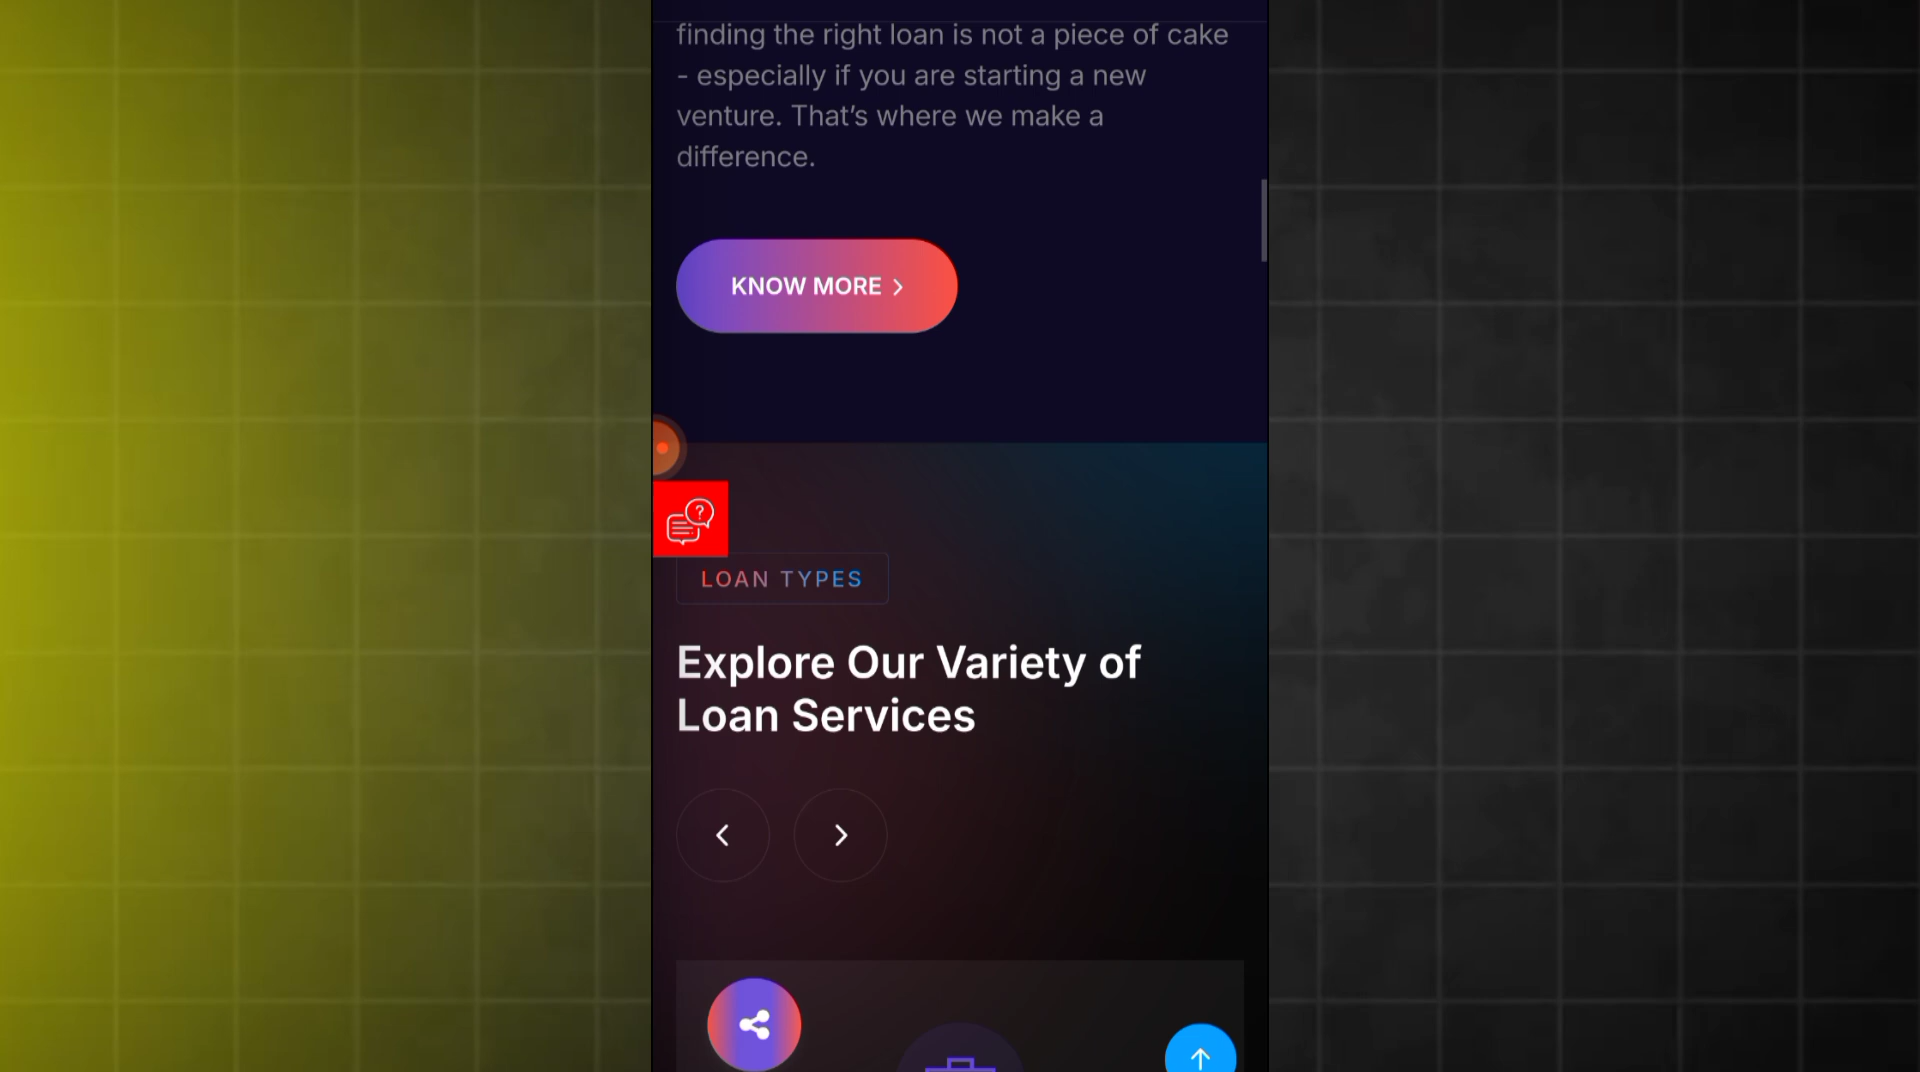 finding the right loan is not a piece of cake
- especially if you are starting a new
venture. That’s where we make a
difference.
KNOW MORE
?
LOAN TYPES
Explore Our Variety of
Loan Services